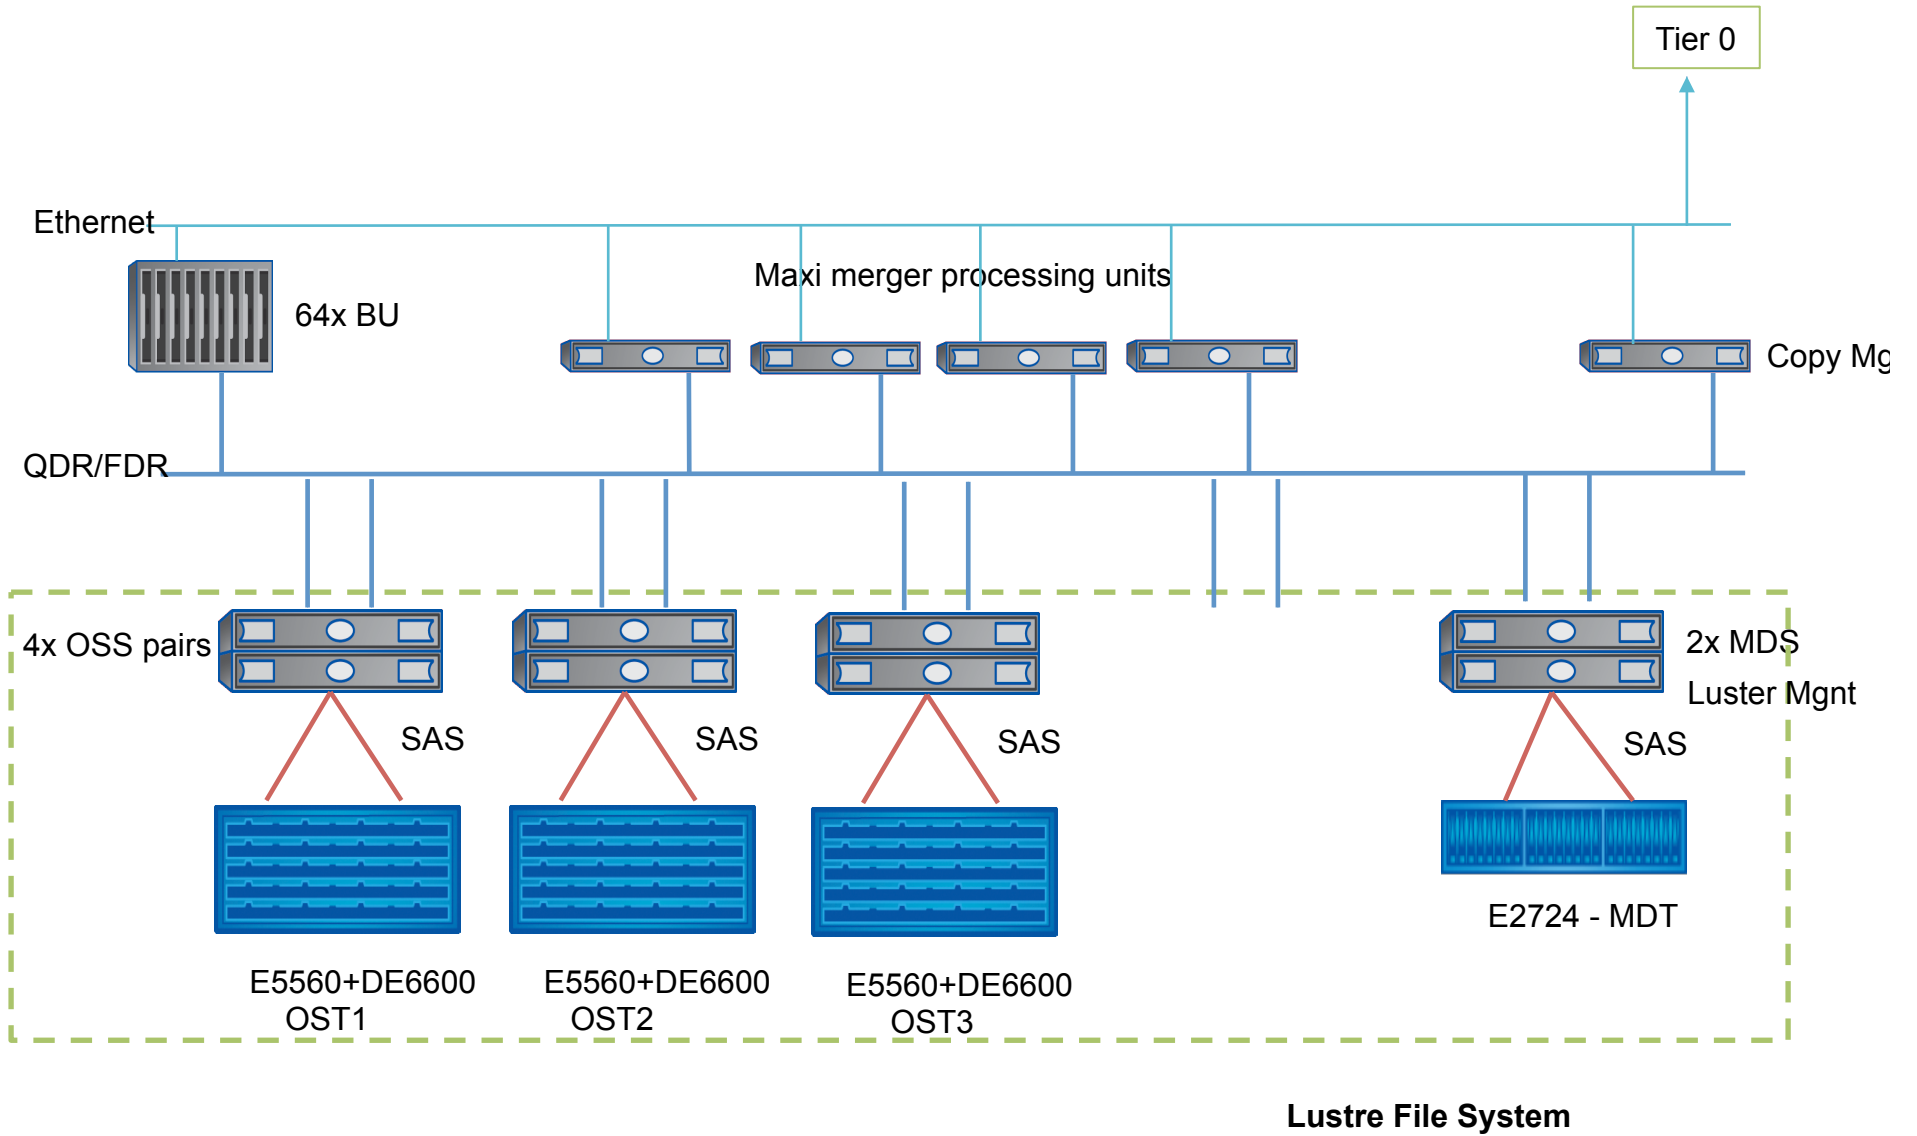 Tier 0
Ethernet
Maxi merger processing units
64x BU
Copy Mg
QDR/FDR
4x OSS pairs
2x MDS
Luster Mgnt
SAS
SAS
SAS
SAS
E2724 - MDT
E5560+DE6600
OST1
E5560+DE6600
OST2
E5560+DE6600
OST3
Lustre File System